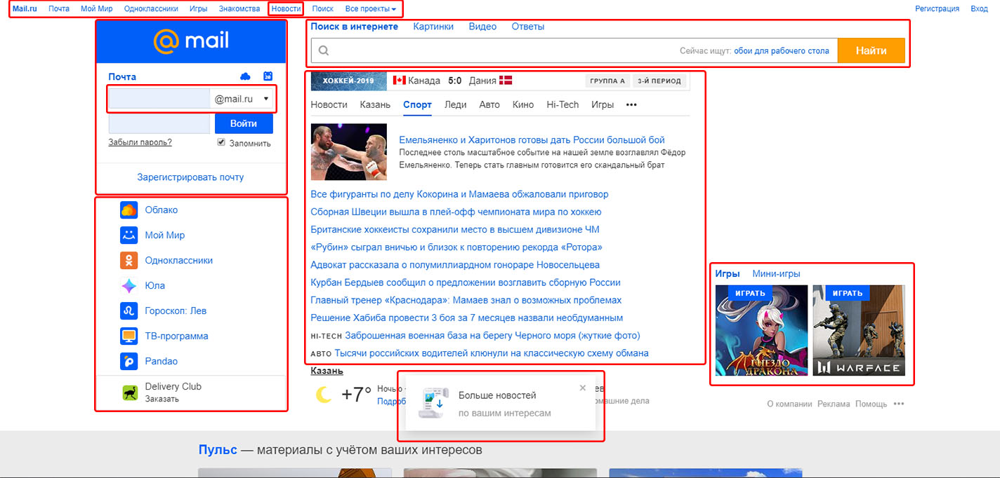 Mail.ru Почта Мой Мир Одноклассники Игры Знакомства Новости Поиск Все проекты Регистрация Вход
@mail
Почта
26
@mail.ru
Войти
Забыли пароль? Запомнить
Зарегистрировать почту
Облако
Мой Мир
Одноклассники
Юла
Гороскоп: Лев
ТВ-программа
Pandao
Delivery Club
Заказать
Поиск в интернете Картинки Видео Ответы
Сейчас ищут: обои для рабочего стола Найти
ХОККЕЙ-2019 Канада 5:0 Дания ГРУППА А 3-Й ПЕРИОД
Новости Казань Спорт Леди Авто Кино Hi-Tech Игры •••
Емельяненко и Харитонов готовы дать России большой бой
Последнее столь масштабное событие на нашей земле возглавлял Фёдор
Емельяненко. Теперь стать главным готовится его скандальный брат
Все фигуранты по делу Кокорина и Мамаева обжаловали приговор
Сборная Швеции вышла в плей-офф чемпионата мира по хоккею
Британские хоккеисты сохранили место в высшем дивизионе ЧМ
«Рубин» сыграл вничью и близок к повторению рекорда «Ротора»
Адвокат рассказала о полумиллиардном гонораре Новосельцева
Курбан Бердыев сообщил о предложении возглавить сборную России
Главный тренер «Краснодара»: Мамаев знал о возможных проблемах
Решение Хабиба провести 3 боя за 7 месяцев назвали необдуманным
HI-TECH Заброшенная военная база на берегу Черного моря (жуткие фото)
АВТО Тысячи российских водителей клюнули на классическую схему обмана
Казань
+7° Ночью -
Подроб
Больше новостей
по вашим интересам
ев
омашние дела
Игры Мини-игры
ИГРАТЬ ИГРАТЬ
ГНЕЗДО
ДРАКОНА
WARFACE
О компании Реклама Помощь •••
Пульс — материалы с учётом ваших интересов